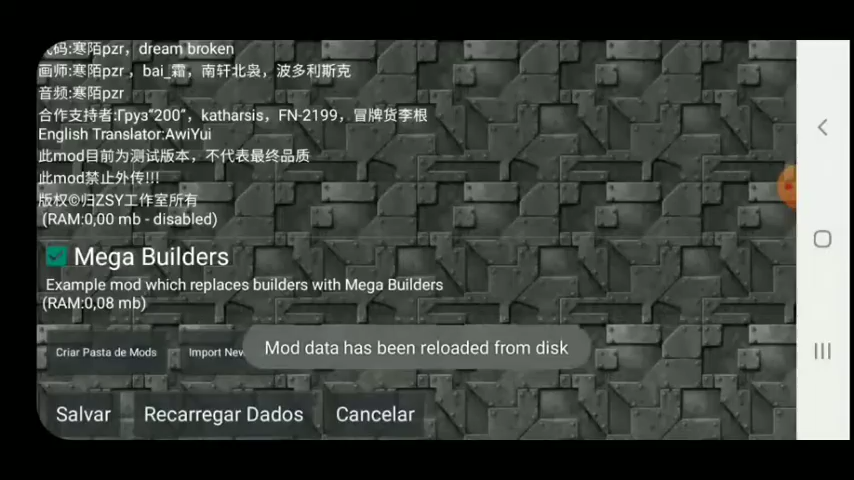 代码:寒陌pzr，dream broken
画师:寒陌pzr ，bai_霜，南轩北袅，波多利斯克
音频:寒陌pzr
合作支持者:Груз“200”，katharsis，FN-2199，冒牌货李根
English Translator:AwiYui
此mod目前为测试版本，不代表最终品质
此mod禁止外传!!!
版权©归ZSY工作室所有
(RAM:0,00 mb - disabled)
Mega Builders
Example mod which replaces builders with Mega Builders
(RAM:0,08 mb)
Criar Pasta de Mods Import New
Mod data has been reloaded from disk
Salvar Recarregar Dados Cancelar